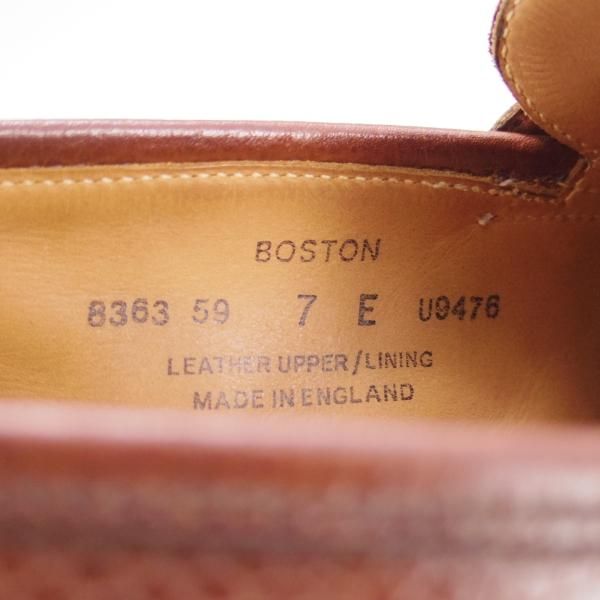 BOSTON
8363 59 7 E U9476
LEATHER UPPER/LINING
MADE IN ENGLAND